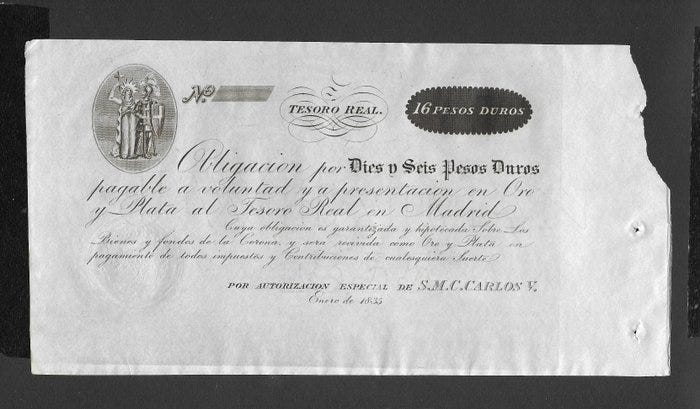 Nº
TESORO REAL.
16 PESOS DUROS
Obligacion por Dies y Seis Pesos Duros
pagable a voluntad y a presentacion en Oro
y Plata al Tesoro Real en Madrid
Cuya obligacion es garantizada y hipotecada Sobre Los
Bienes y fondos de la Corona, y será recevida como Oro y Plata en
pagamiento de todos impuestos y Contribuciones de cualesquiera Suerte
POR AUTORIZACION ESPECIAL DE S.M.C. CARLOS V.
Enero de 1835